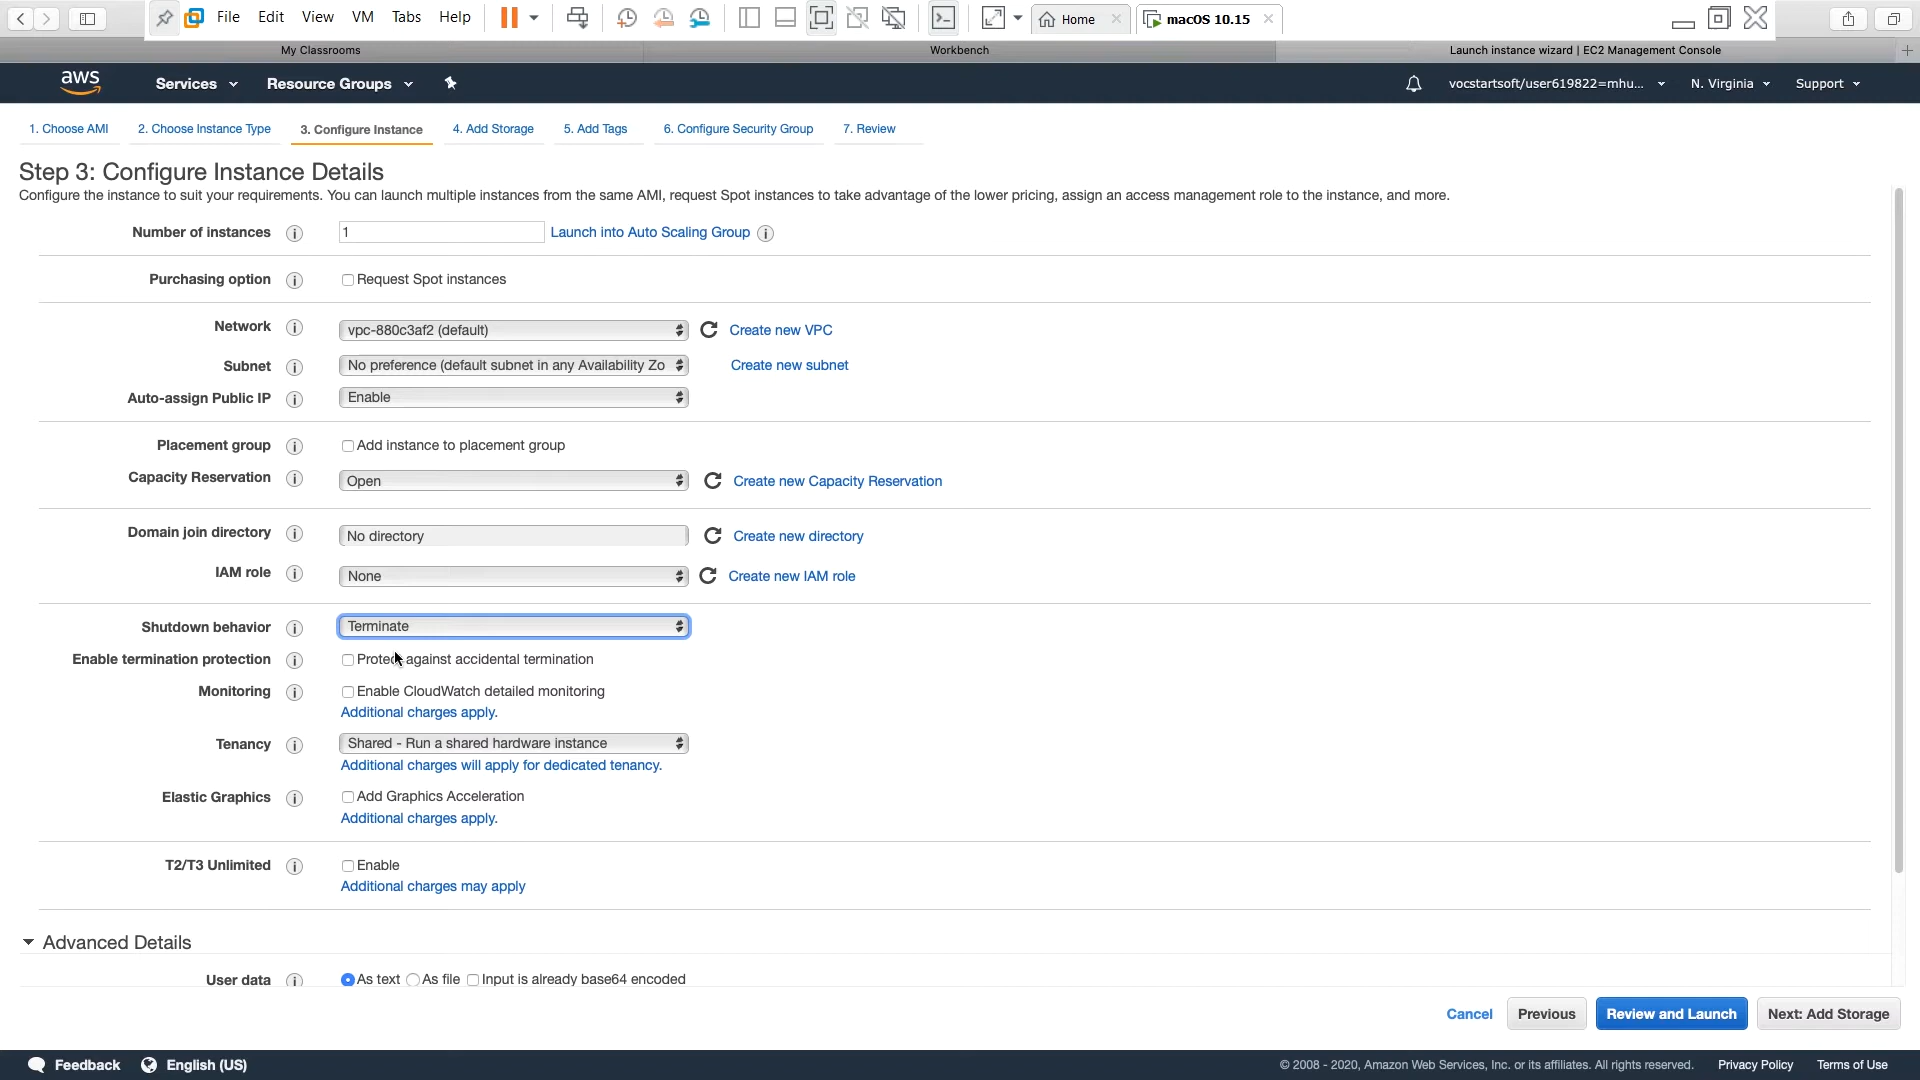 File Edit View VM Tabs Help Home macOS 10.15
My Classrooms Workbench Launch instance wizard | EC2 Management Console
aws Services Resource Groups vocstartsoft/user619822=mhu... N. Virginia Support
1. Choose AMI 2. Choose Instance Type 3. Configure Instance 4. Add Storage 5. Add Tags 6. Configure Security Group 7. Review
Step 3: Configure Instance Details
Configure the instance to suit your requirements. You can launch multiple instances from the same AMI, request Spot instances to take advantage of the lower pricing, assign an access management role to the instance, and more.
Number of instances 1 Launch into Auto Scaling Group
Purchasing option Request Spot instances
Network vpc-880c3af2 (default) Create new VPC
Subnet No preference (default subnet in any Availability Zo Create new subnet
Auto-assign Public IP Enable
Placement group Add instance to placement group
Capacity Reservation Open Create new Capacity Reservation
Domain join directory No directory Create new directory
IAM role None Create new IAM role
Shutdown behavior Terminate
Enable termination protection Protect against accidental termination
Monitoring Enable CloudWatch detailed monitoring
Additional charges apply.
Tenancy Shared - Run a shared hardware instance
Additional charges will apply for dedicated tenancy.
Elastic Graphics Add Graphics Acceleration
Additional charges apply.
T2/T3 Unlimited Enable
Additional charges may apply
Advanced Details
User data As text As file Input is already base64 encoded
Cancel Previous Review and Launch Next: Add Storage
Feedback English (US) © 2008 - 2020, Amazon Web Services, Inc. or its affiliates. All rights reserved. Privacy Policy Terms of Use